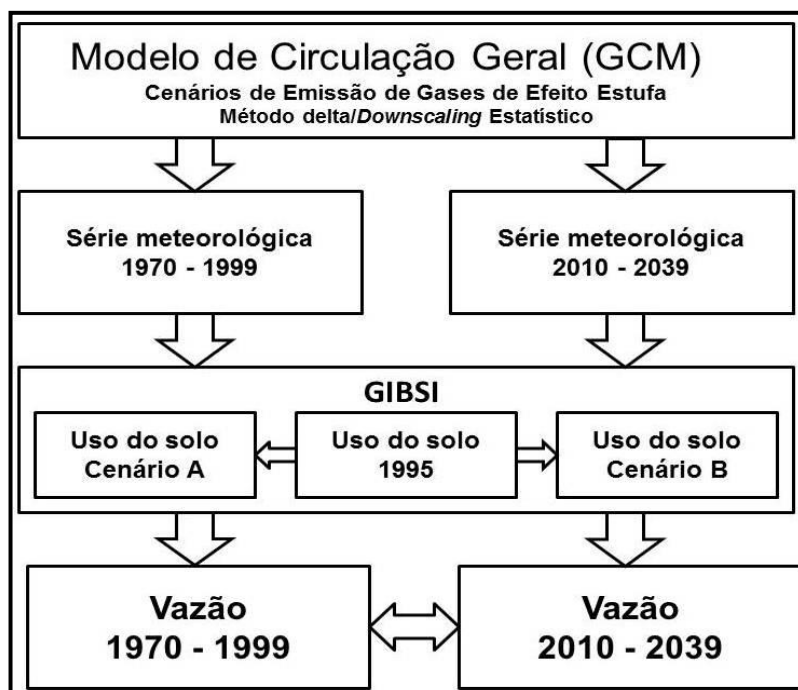 Modelo de Circulação Geral (GCM)
Cenários de Emissão de Gases de Efeito Estufa
Método delta/Downscaling Estatístico
Série meteorológica
1970 - 1999
Série meteorológica
2010 - 2039
GIBSI
Uso do solo
Cenário A
Uso do solo
1995
Uso do solo
Cenário B
Vazão
1970 - 1999
Vazão
2010 - 2039